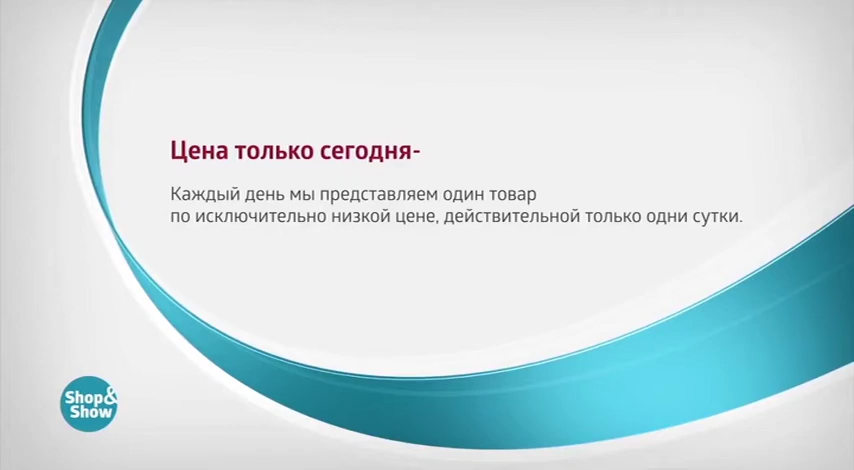 Цена только сегодня-
Каждый день мы представляем один товар
по исключительно низкой цене, действительной только одни сутки.
Shop&
Show